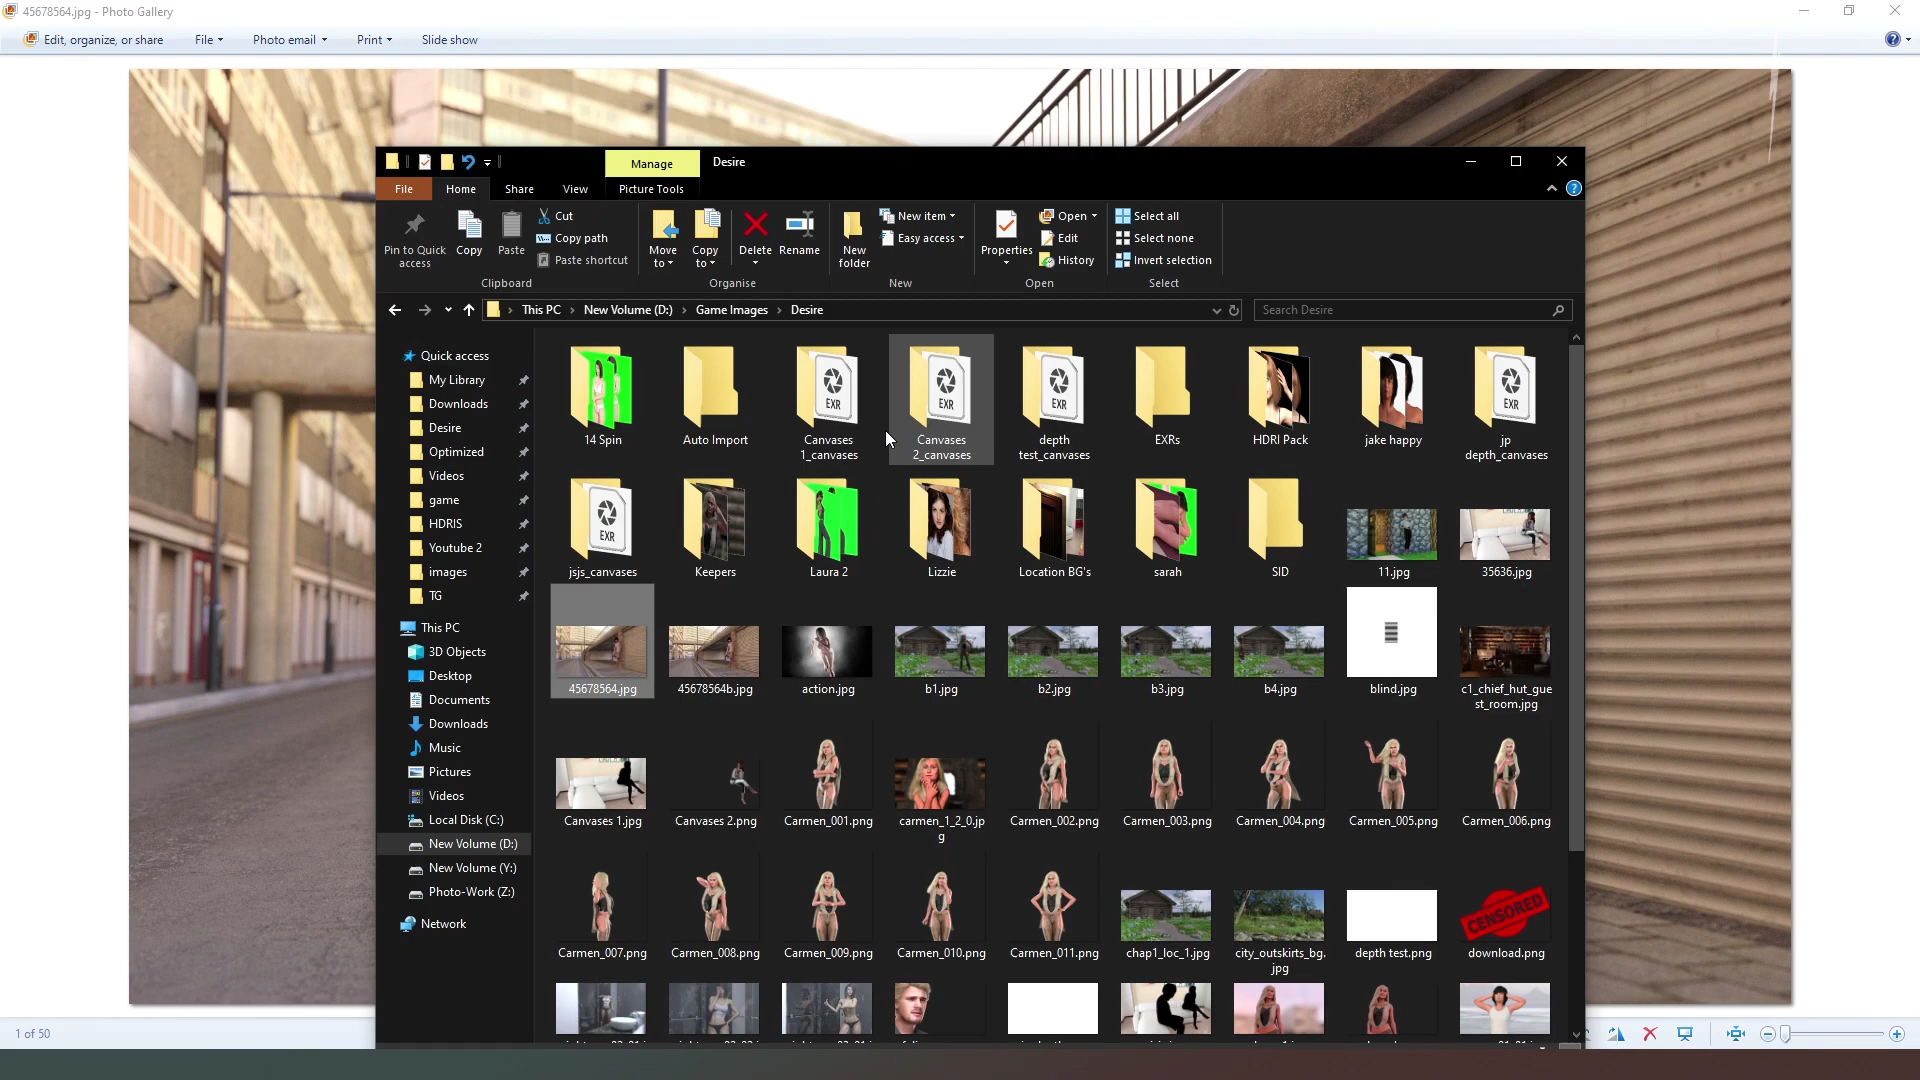 45678564.jpg - Photo Gallery
Edit, organize, or share
File
Photo email
Print
Slide show
Manage
Desire
File
Home
Share
View
Picture Tools
Pin to Quick access
Copy
Paste
Cut
Copy path
Paste shortcut
Clipboard
Move to
Copy to
Delete
Rename
Organise
New folder
New item
Easy access
New
Properties
Open
Edit
History
Open
Select all
Select none
Invert selection
Select
This PC
New Volume (D:)
Game Images
Desire
Search Desire
Quick access
My Library
Downloads
Desire
Optimized
Videos
game
HDRIS
Youtube 2
images
TG
This PC
3D Objects
Desktop
Documents
Downloads
Music
Pictures
Videos
Local Disk (C:)
New Volume (D:)
New Volume (Y:)
Photo-Work (Z:)
Network
EXR
EXR
EXR
EXR
14 Spin
Auto Import
Canvases 1_canvases
Canvases 2_canvases
depth test_canvases
EXRs
HDRI Pack
jake happy
jp depth_canvases
EXR
jsjs_canvases
Keepers
Laura 2
Lizzie
Location BG's
sarah
SID
11.jpg
35636.jpg
45678564.jpg
45678564b.jpg
action.jpg
b1.jpg
b2.jpg
b3.jpg
b4.jpg
blind.jpg
c1_chief_hut_guest_room.jpg
Canvases 1.jpg
Canvases 2.png
Carmen_001.png
carmen_1_2_0.jpg
Carmen_002.png
Carmen_003.png
Carmen_004.png
Carmen_005.png
Carmen_006.png
CENSORED
Carmen_007.png
Carmen_008.png
Carmen_009.png
Carmen_010.png
Carmen_011.png
chap1_loc_1.jpg
city_outskirts_bg.jpg
depth test.png
download.png
1 of 50